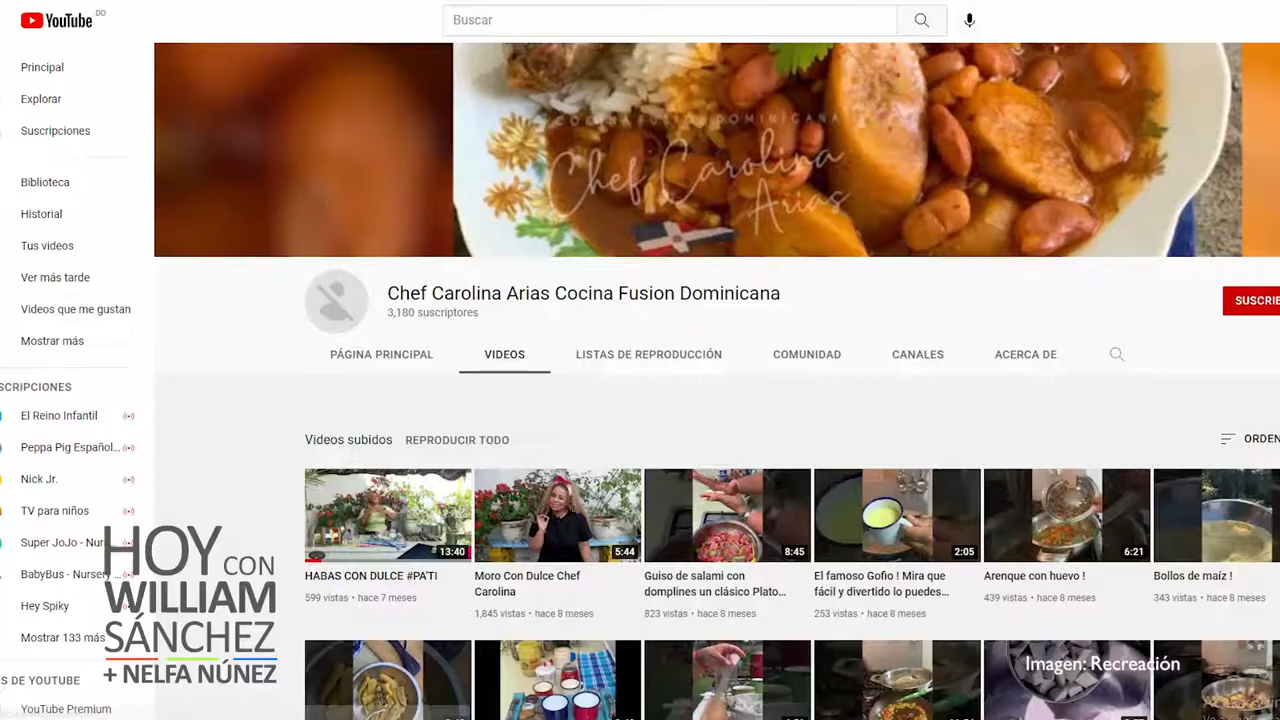 YouTube DO
Buscar
Principal
Explorar
Suscripciones
Biblioteca
Historial
Tus videos
Ver más tarde
Videos que me gustan
Mostrar más
SCRIPCIONES
El Reino Infantil
Peppa Pig Español...
Nick Jr.
TV para niños
Super JoJo - Nur
BabyBus - Nursery ...
Hey Spiky
Mostrar 133 más
S DE YOUTUBE
YouTube Premium
COCINA FUSION DOMINICANA
Chef Carolina
Arias
Chef Carolina Arias Cocina Fusion Dominicana
3,180 suscriptores
SUSCRIB
PÁGINA PRINCIPAL
VIDEOS
LISTAS DE REPRODUCCIÓN
COMUNIDAD
CANALES
ACERCA DE
Videos subidos
REPRODUCIR TODO
ORDEN
13:40
5:44
8:45
2:05
6:21
HABAS CON DULCE #PA'TI
599 vistas • hace 7 meses
Moro Con Dulce Chef
Carolina
1,845 vistas • hace 8 meses
Guiso de salami con
domplines un clásico Plato...
823 vistas • hace 8 meses
El famoso Gofio ! Mira que
fácil y divertido lo puedes...
253 vistas • hace 8 meses
Arenque con huevo !
439 vistas • hace 8 meses
Bollos de maíz !
343 vistas • hace 8 meses
HOY CON
WILLIAM
SÁNCHEZ
+ NELFA NÚNEZ
Imagen: Recreación